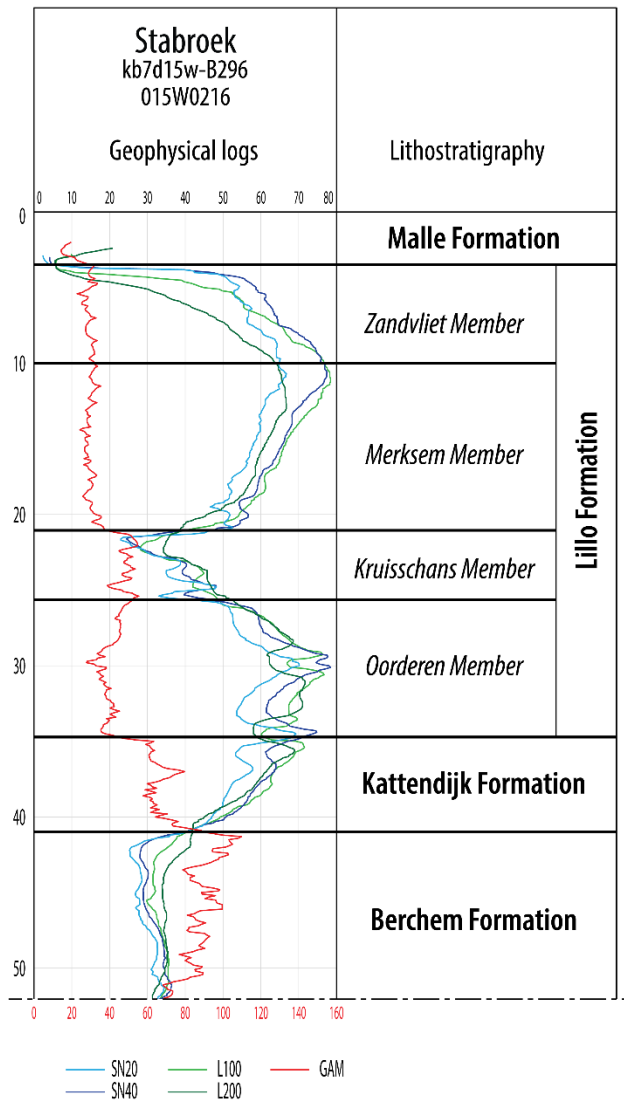 Stabroek
kb7d15w-B296
015W0216
Geophysical logs
Lithostratigraphy
0 10 20 30 40 50 60 70 80
0
Malle Formation
Zandvliet Member
10
Merksem Member
Lillo Formation
20
Kruisschans Member
Oorderen Member
30
Kattendijk Formation
40
Berchem Formation
50
0 20 40 60 80 100 120 140 160
SN20 L100 GAM
SN40 L200